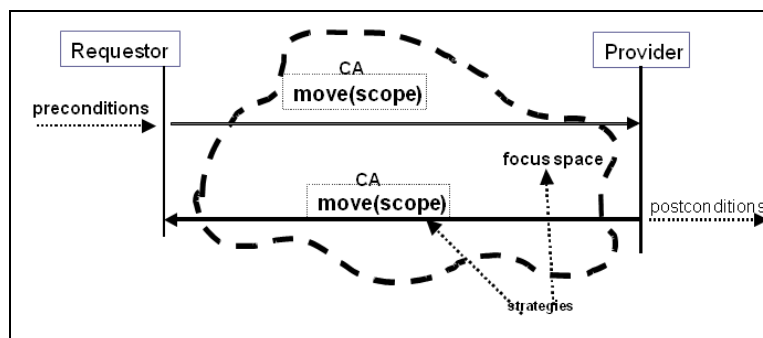 Requestor
Provider
CA
move(scope)
preconditions
focus space
CA
move(scope)
postconditions
strategies